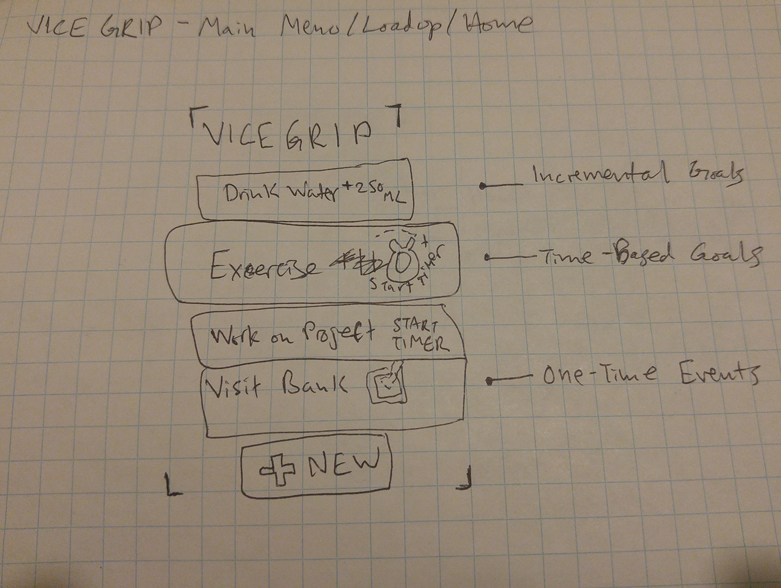 VICE GRIP - Main Menu/Loadup/Home
VICE GRIP
Drink Water +250 ML
Incremental Goals
Exercise
Start Timer
Time-Based Goals
Work on Project START TIMER
Visit Bank
One-Time Events
+ NEW